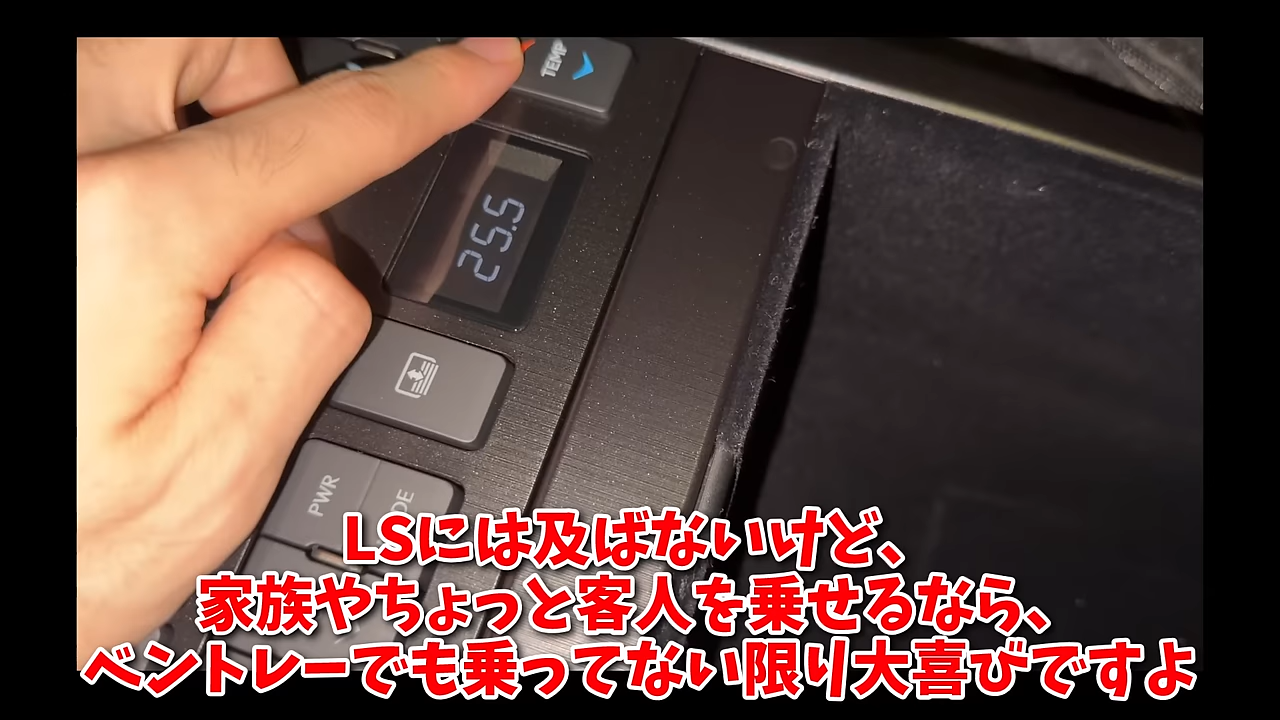 TEMP
25.5
PWR
DE
LSには及ばないけど、
家族やちょっと客人を乗せるなら、
ベントレーでも乗ってない限り大喜びですよ